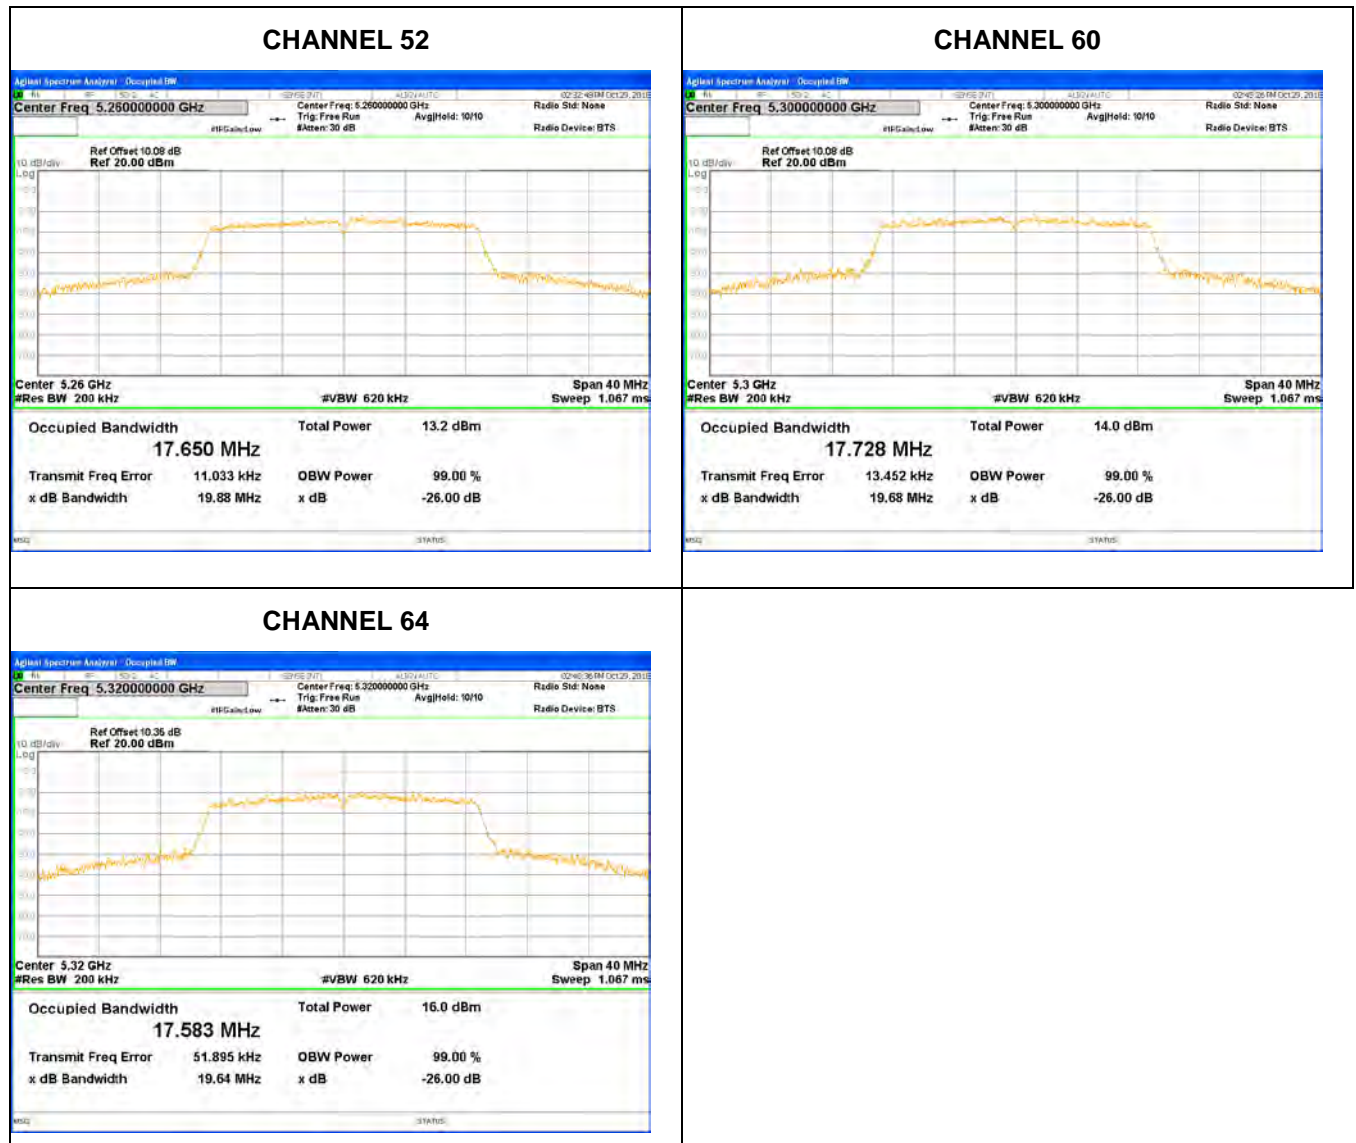 CHANNEL 52
Agilent Spectrum Analyzer - Occupied BW
Center Freq 5.260000000 GHz
Center Freq: 5.260000000 GHz
Radio Std: None
Trig: Free Run
Avg|Hold: 10/10
#IFGain:Low
#Atten: 30 dB
Radio Device: BTS
Ref Offset 10.08 dB
10 dB/div
Ref 20.00 dBm
Log
Center 5.26 GHz
Span 40 MHz
#Res BW 200 kHz
#VBW 620 kHz
Sweep 1.067 ms
Occupied Bandwidth
Total Power
13.2 dBm
17.650 MHz
Transmit Freq Error
11.033 kHz
OBW Power
99.00 %
x dB Bandwidth
19.88 MHz
x dB
-26.00 dB
MSG
STATUS
CHANNEL 60
Agilent Spectrum Analyzer - Occupied BW
Center Freq 5.300000000 GHz
Center Freq: 5.300000000 GHz
Radio Std: None
Trig: Free Run
Avg|Hold: 10/10
#IFGain:Low
#Atten: 30 dB
Radio Device: BTS
Ref Offset 10.08 dB
10 dB/div
Ref 20.00 dBm
Log
Center 5.3 GHz
Span 40 MHz
#Res BW 200 kHz
#VBW 620 kHz
Sweep 1.067 ms
Occupied Bandwidth
Total Power
14.0 dBm
17.728 MHz
Transmit Freq Error
13.452 kHz
OBW Power
99.00 %
x dB Bandwidth
19.68 MHz
x dB
-26.00 dB
MSG
STATUS
CHANNEL 64
Agilent Spectrum Analyzer - Occupied BW
Center Freq 5.320000000 GHz
Center Freq: 5.320000000 GHz
Radio Std: None
Trig: Free Run
Avg|Hold: 10/10
#IFGain:Low
#Atten: 30 dB
Radio Device: BTS
Ref Offset 10.36 dB
10 dB/div
Ref 20.00 dBm
Log
Center 5.32 GHz
Span 40 MHz
#Res BW 200 kHz
#VBW 620 kHz
Sweep 1.067 ms
Occupied Bandwidth
Total Power
16.0 dBm
17.583 MHz
Transmit Freq Error
51.895 kHz
OBW Power
99.00 %
x dB Bandwidth
19.64 MHz
x dB
-26.00 dB
MSG
STATUS